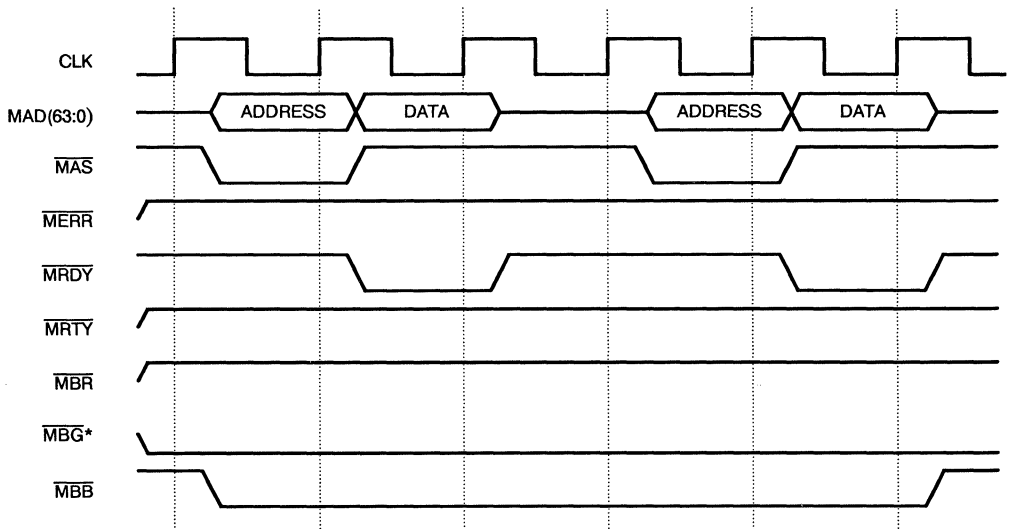 CLK
MAD(63:0) ADDRESS DATA ADDRESS DATA
MAS
MERR
MRDY
MRTY
MBR
MBG*
MBB